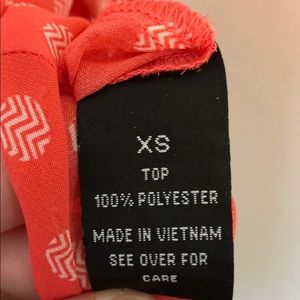 XS
TOP
100% POLYESTER
MADE IN VIETNAM
SEE OVER FOR
CARE